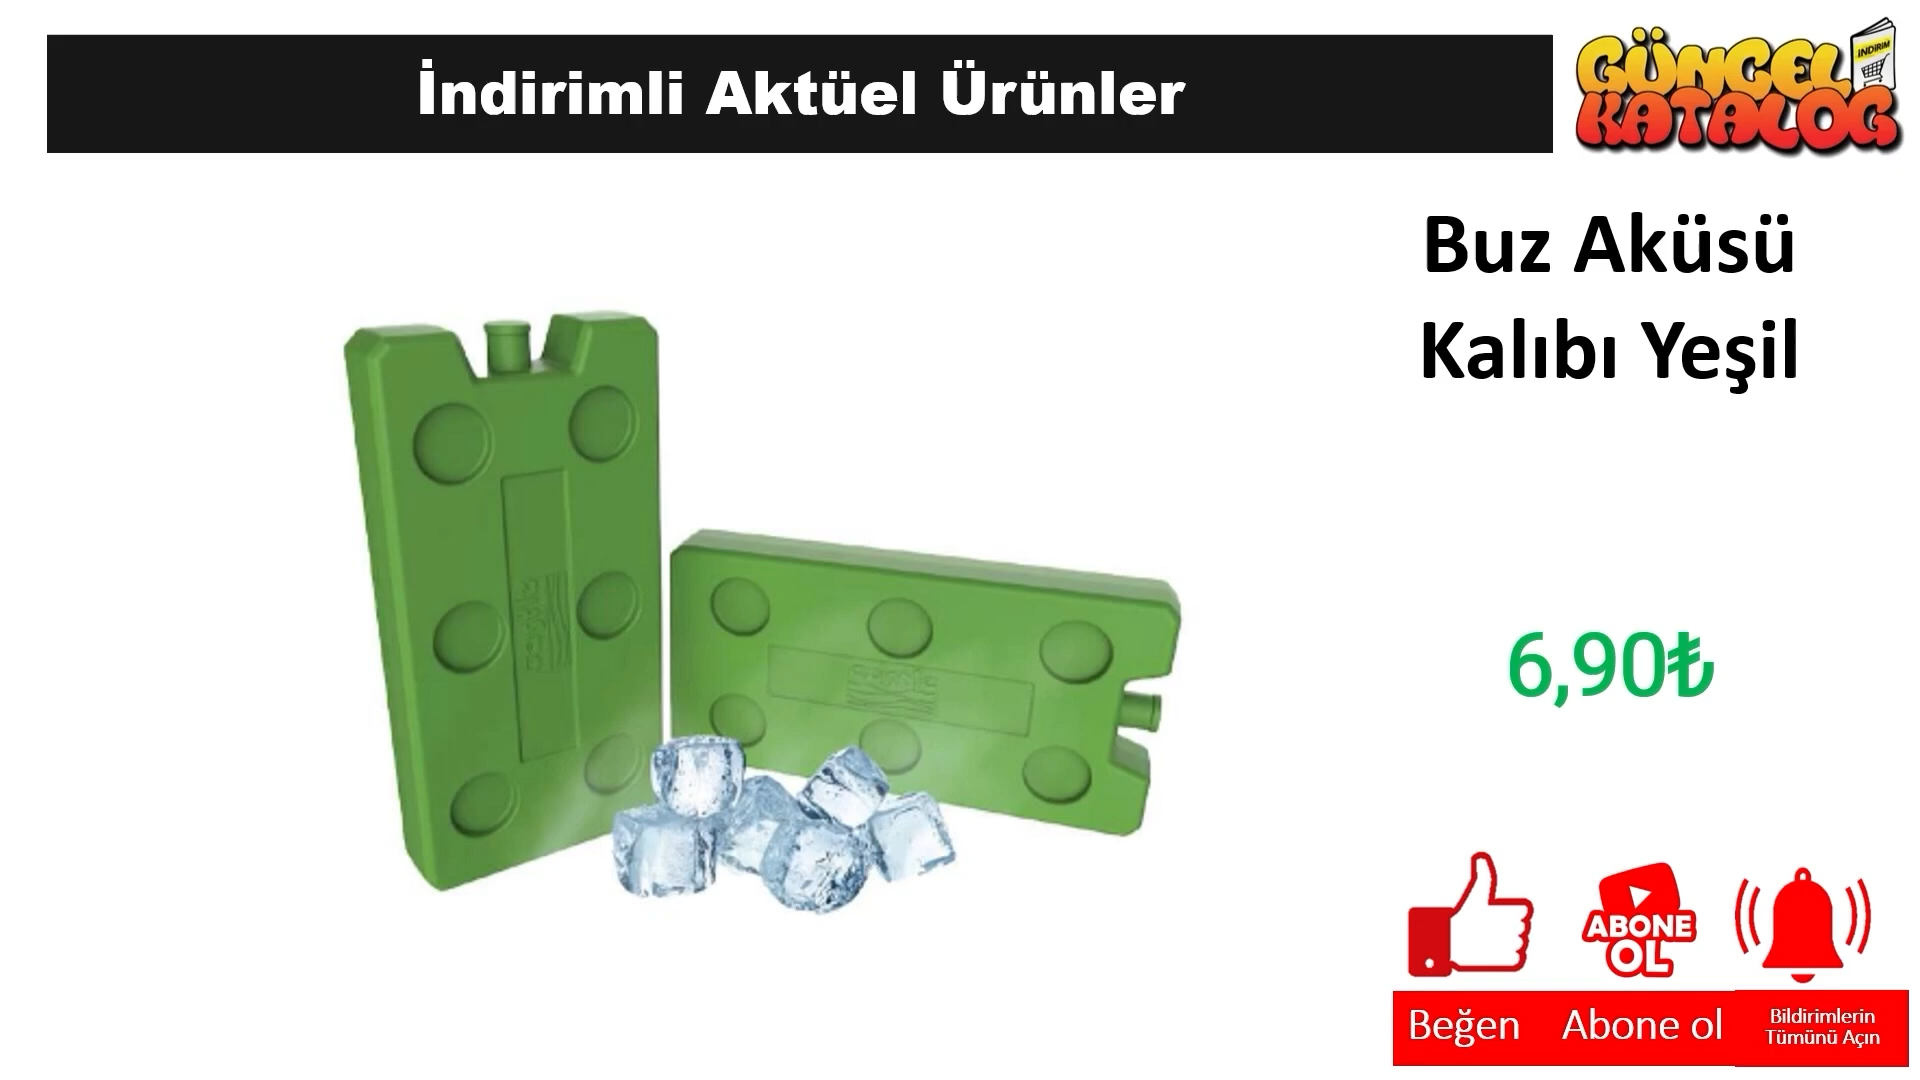 İndirimli Aktüel Ürünler
GÜNCEL
İNDİRİM
KATALOG
Buz Aküsü
Kalıbı Yeşil
6,90₺
ABONE
OL
Beğen
Abone ol
Bildirimlerin
Tümünü Açın